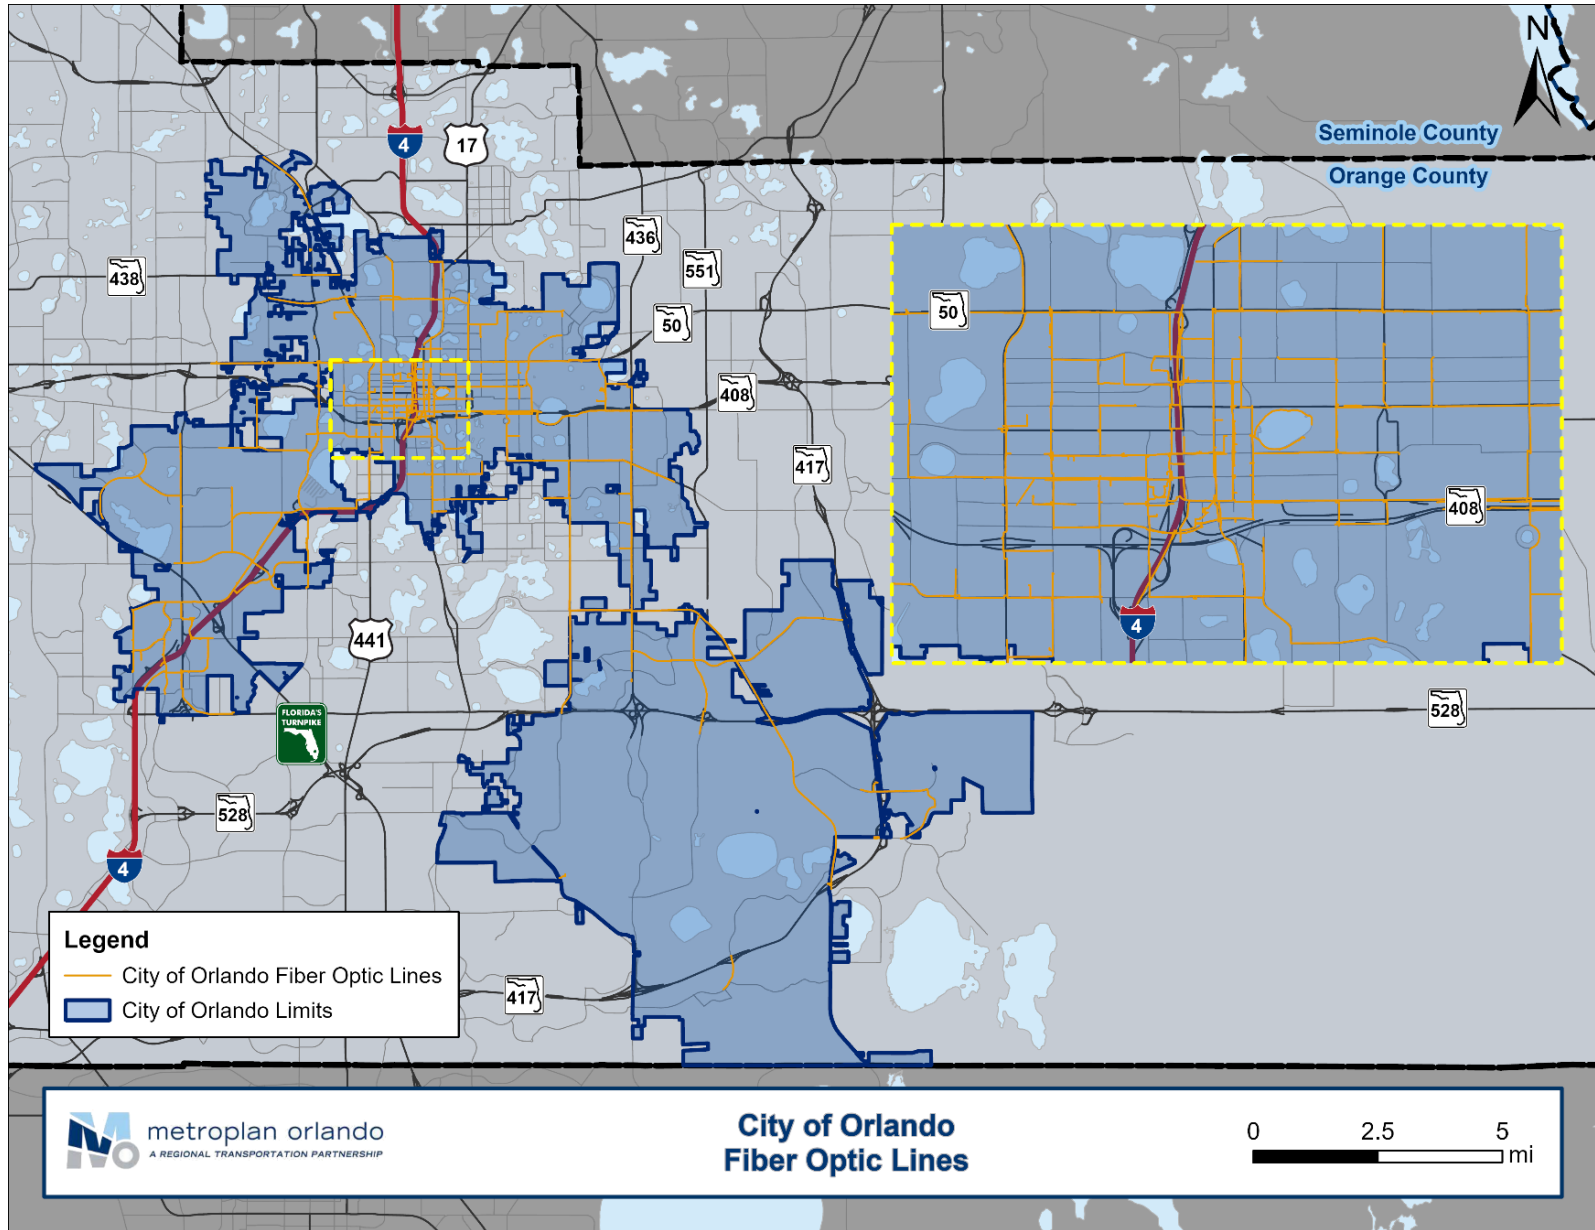 N
Seminole County
Orange County
4
17
436
551
438
50
50
408
417
408
4
441
FLORIDA'S
TURNPIKE
528
528
4
417
Legend
City of Orlando Fiber Optic Lines
City of Orlando Limits
metroplan orlando
A REGIONAL TRANSPORTATION PARTNERSHIP
City of Orlando
Fiber Optic Lines
0 2.5 5
mi